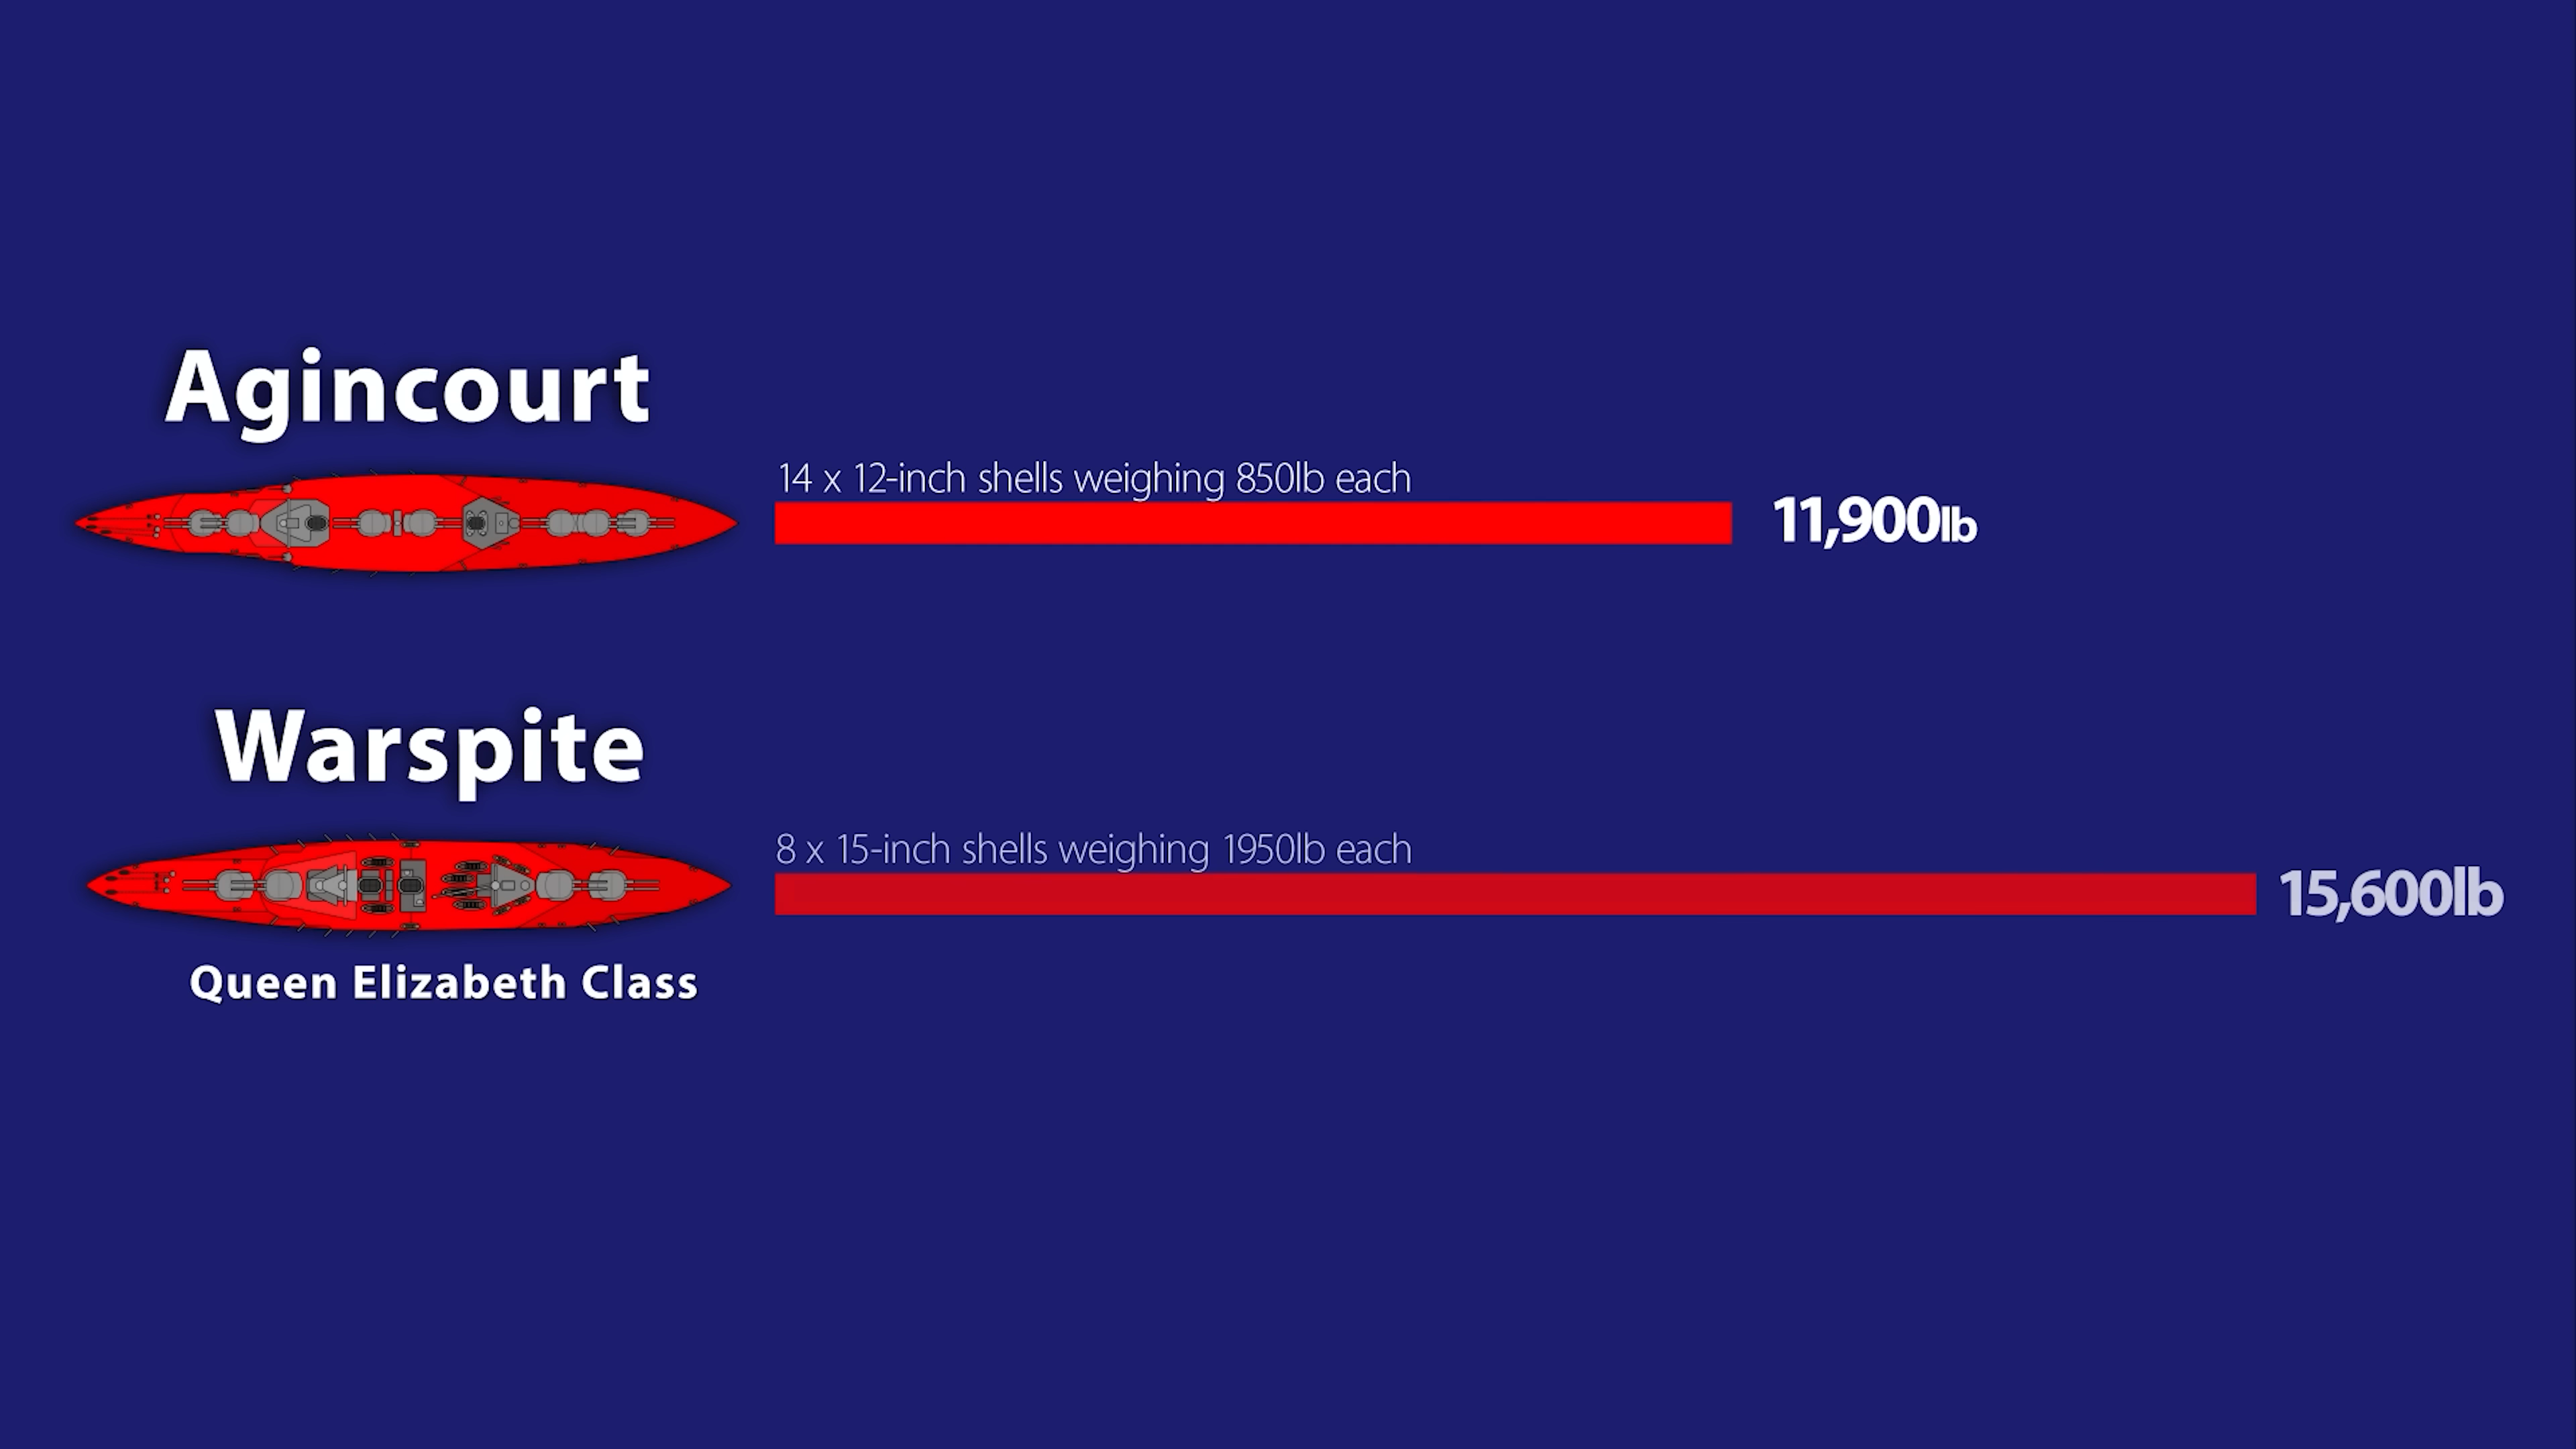 Agincourt
14 x 12-inch shells weighing 850lb each
11,900lb
Warspite
8 x 15-inch shells weighing 1950lb each
15,600lb
Queen Elizabeth Class